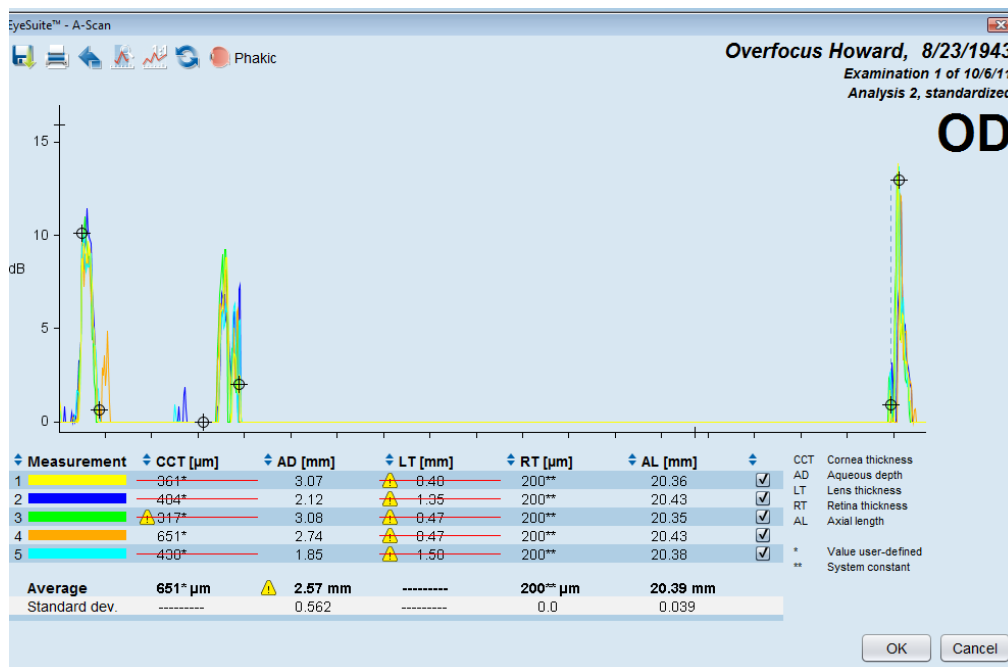 EyeSuite™ - A-Scan
Phakic
Overfocus Howard, 8/23/1943
Examination 1 of 10/6/11
Analysis 2, standardized
OD
15
10
dB
5
0
Measurement CCT [µm] AD [mm] LT [mm] RT [µm] AL [mm]
1 361* 3.07 0.40 200** 20.36
2 404* 2.12 1.35 200** 20.43
3 317* 3.08 0.47 200** 20.35
4 651* 2.74 0.47 200** 20.43
5 430* 1.85 1.50 200** 20.38
Average 651* µm 2.57 mm --------- 200** µm 20.39 mm
Standard dev. --------- 0.562 --------- 0.0 0.039
CCT Cornea thickness
AD Aqueous depth
LT Lens thickness
RT Retina thickness
AL Axial length
* Value user-defined
** System constant
OK Cancel